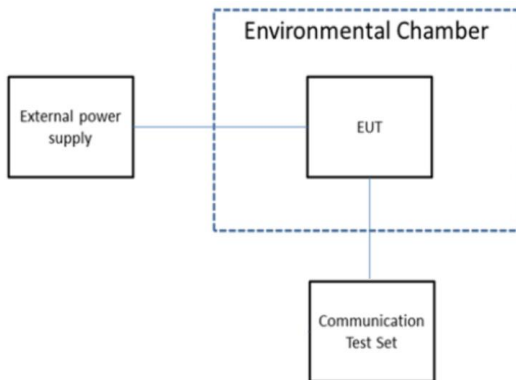 Environmental Chamber
External power
supply
EUT
Communication
Test Set